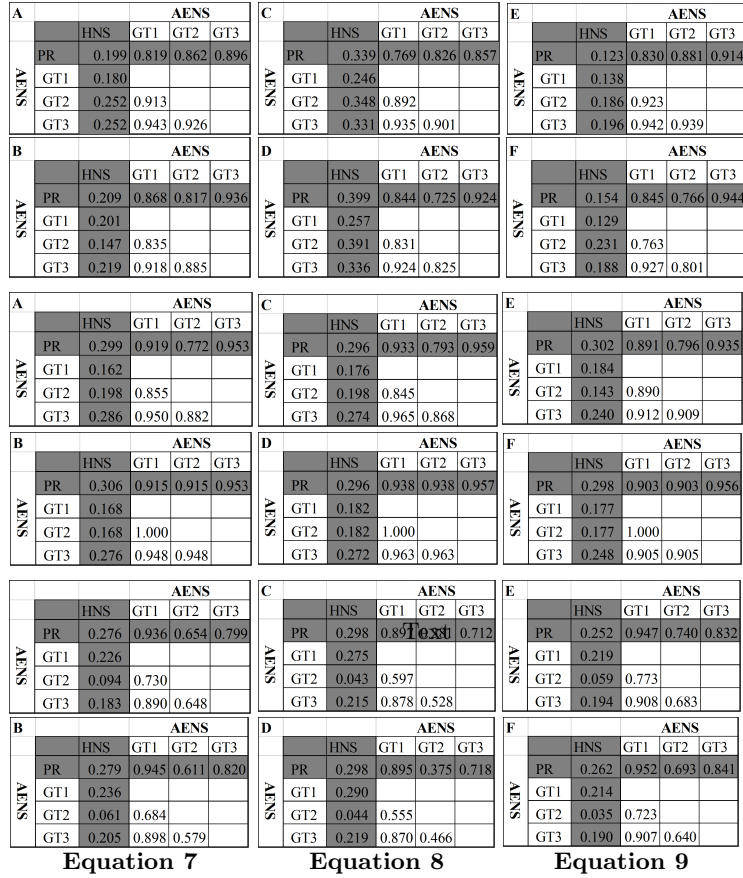 A
AENS
HNS GT1 GT2 GT3
AENS
PR 0.199 0.819 0.862 0.896
GT1 0.180
GT2 0.252 0.913
GT3 0.252 0.943 0.926
C
AENS
HNS GT1 GT2 GT3
AENS
PR 0.339 0.769 0.826 0.857
GT1 0.246
GT2 0.348 0.892
GT3 0.331 0.935 0.901
E
AENS
HNS GT1 GT2 GT3
AENS
PR 0.123 0.830 0.881 0.914
GT1 0.138
GT2 0.186 0.923
GT3 0.196 0.942 0.939
B
AENS
HNS GT1 GT2 GT3
AENS
PR 0.209 0.868 0.817 0.936
GT1 0.201
GT2 0.147 0.835
GT3 0.219 0.918 0.885
D
AENS
HNS GT1 GT2 GT3
AENS
PR 0.399 0.844 0.725 0.924
GT1 0.257
GT2 0.391 0.831
GT3 0.336 0.924 0.825
F
AENS
HNS GT1 GT2 GT3
AENS
PR 0.154 0.845 0.766 0.944
GT1 0.129
GT2 0.231 0.763
GT3 0.188 0.927 0.801
A
AENS
HNS GT1 GT2 GT3
AENS
PR 0.299 0.919 0.772 0.953
GT1 0.162
GT2 0.198 0.855
GT3 0.286 0.950 0.882
C
AENS
HNS GT1 GT2 GT3
AENS
PR 0.296 0.933 0.793 0.959
GT1 0.176
GT2 0.198 0.845
GT3 0.274 0.965 0.868
E
AENS
HNS GT1 GT2 GT3
AENS
PR 0.302 0.891 0.796 0.935
GT1 0.184
GT2 0.143 0.890
GT3 0.240 0.912 0.909
B
AENS
HNS GT1 GT2 GT3
AENS
PR 0.306 0.915 0.915 0.953
GT1 0.168
GT2 0.168 1.000
GT3 0.276 0.948 0.948
D
AENS
HNS GT1 GT2 GT3
AENS
PR 0.296 0.938 0.938 0.957
GT1 0.182
GT2 0.182 1.000
GT3 0.272 0.963 0.963
F
AENS
HNS GT1 GT2 GT3
AENS
PR 0.298 0.903 0.903 0.956
GT1 0.177
GT2 0.177 1.000
GT3 0.248 0.905 0.905
AENS
HNS GT1 GT2 GT3
AENS
PR 0.276 0.936 0.654 0.799
GT1 0.226
GT2 0.094 0.730
GT3 0.183 0.890 0.648
C
AENS
HNS GT1 GT2 GT3
AENS
PR 0.298 Text 0.712
GT1 0.275
GT2 0.043 0.597
GT3 0.215 0.878 0.528
E
AENS
HNS GT1 GT2 GT3
AENS
PR 0.252 0.947 0.740 0.832
GT1 0.219
GT2 0.059 0.773
GT3 0.194 0.908 0.683
B
AENS
HNS GT1 GT2 GT3
AENS
PR 0.279 0.945 0.611 0.820
GT1 0.236
GT2 0.061 0.684
GT3 0.205 0.898 0.579
D
AENS
HNS GT1 GT2 GT3
AENS
PR 0.298 0.895 0.375 0.718
GT1 0.290
GT2 0.044 0.555
GT3 0.219 0.870 0.466
F
AENS
HNS GT1 GT2 GT3
AENS
PR 0.262 0.952 0.693 0.841
GT1 0.214
GT2 0.035 0.723
GT3 0.190 0.907 0.640
Equation 7
Equation 8
Equation 9